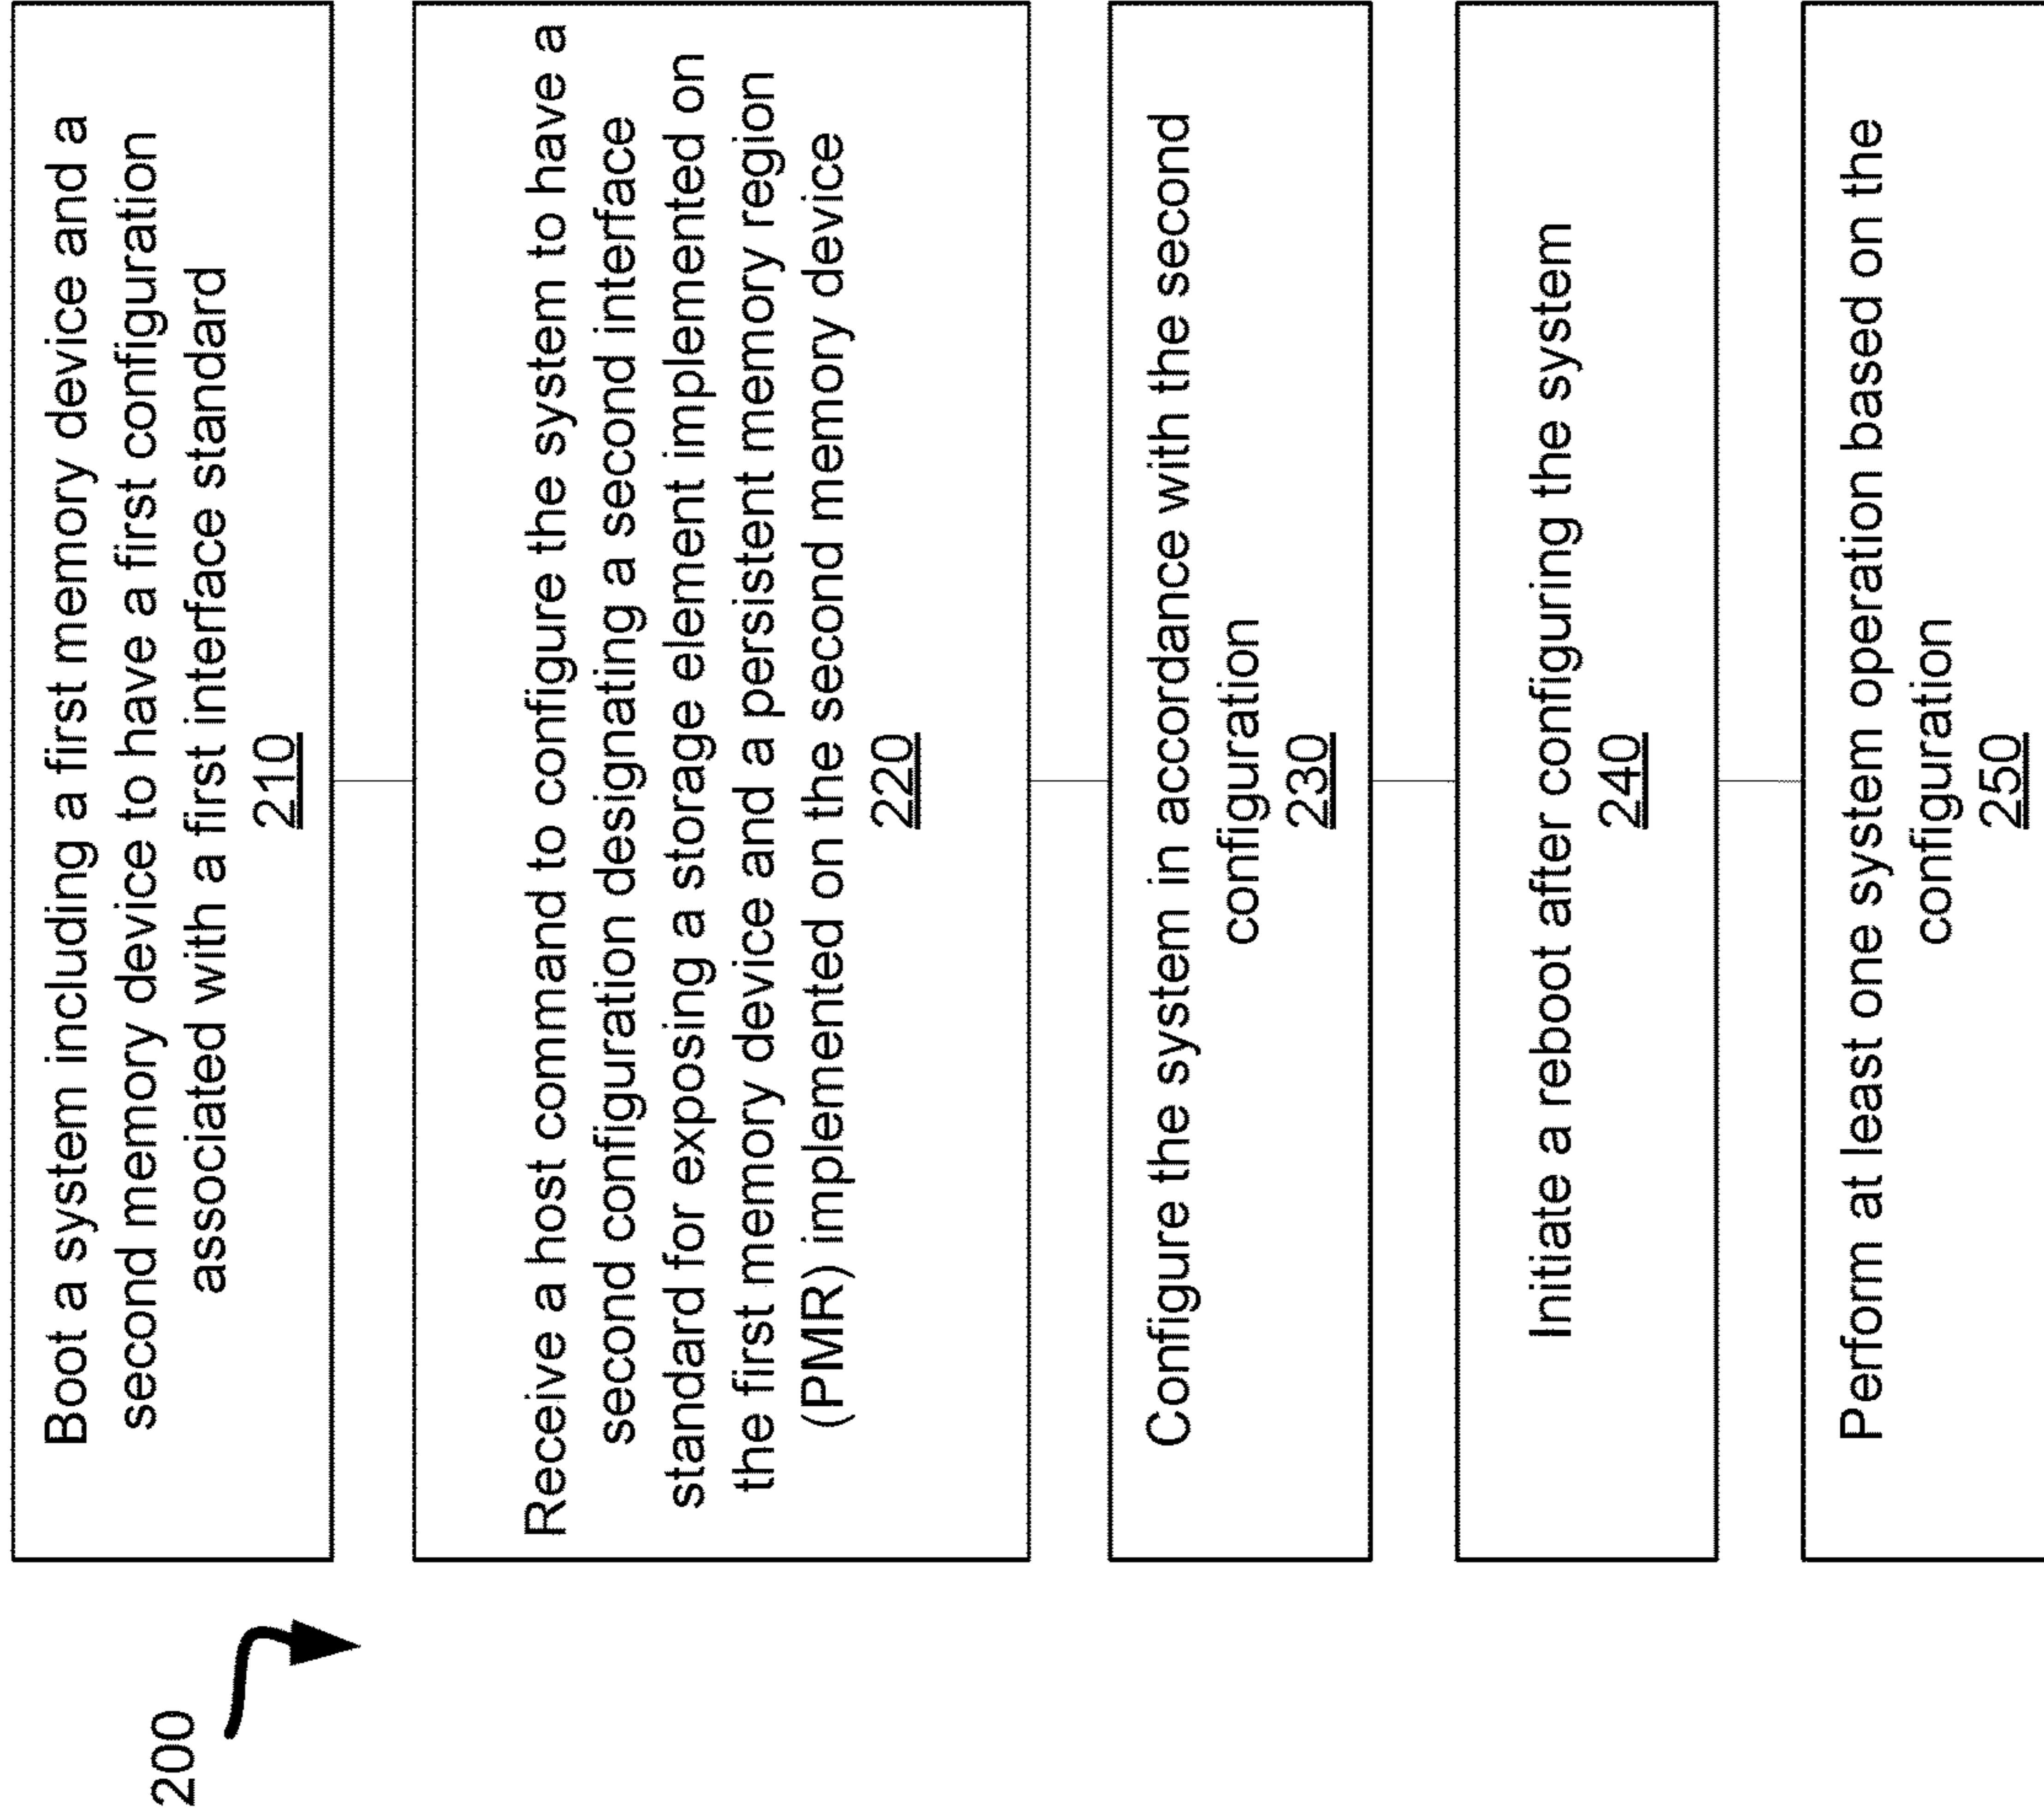 200
Boot a system including a first memory device and a
second memory device to have a first configuration
associated with a first interface standard
210
Receive a host command to configure the system to have a
second configuration designating a second interface
standard for exposing a storage element implemented on
the first memory device and a persistent memory region
(PMR) implemented on the second memory device
220
Configure the system in accordance with the second
configuration
230
Initiate a reboot after configuring the system
240
Perform at least one system operation based on the
configuration
250